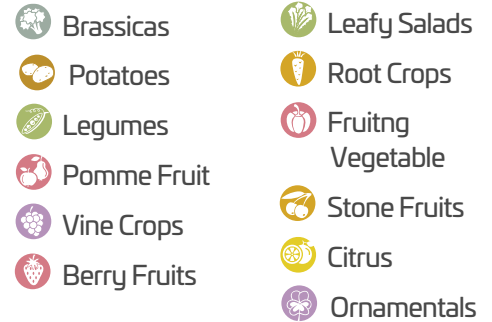 Brassicas
Potatoes
Legumes
Pomme Fruit
Vine Crops
Berry Fruits
Leafy Salads
Root Crops
Fruitng
Vegetable
Stone Fruits
Citrus
Ornamentals